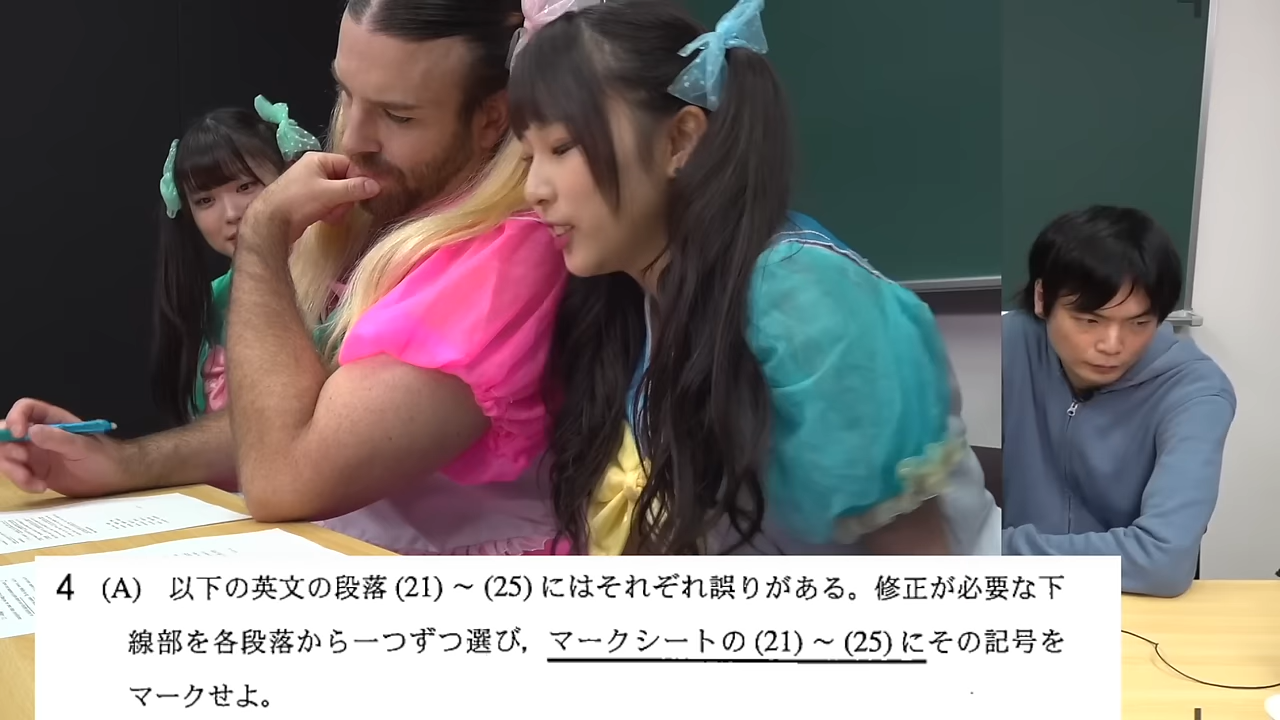 4 (A) 以下の英文の段落(21)~(25)にはそれぞれ誤りがある。修正が必要な下
線部を各段落から一つずつ選び，マークシートの(21)~(25)にその記号を
マークせよ。